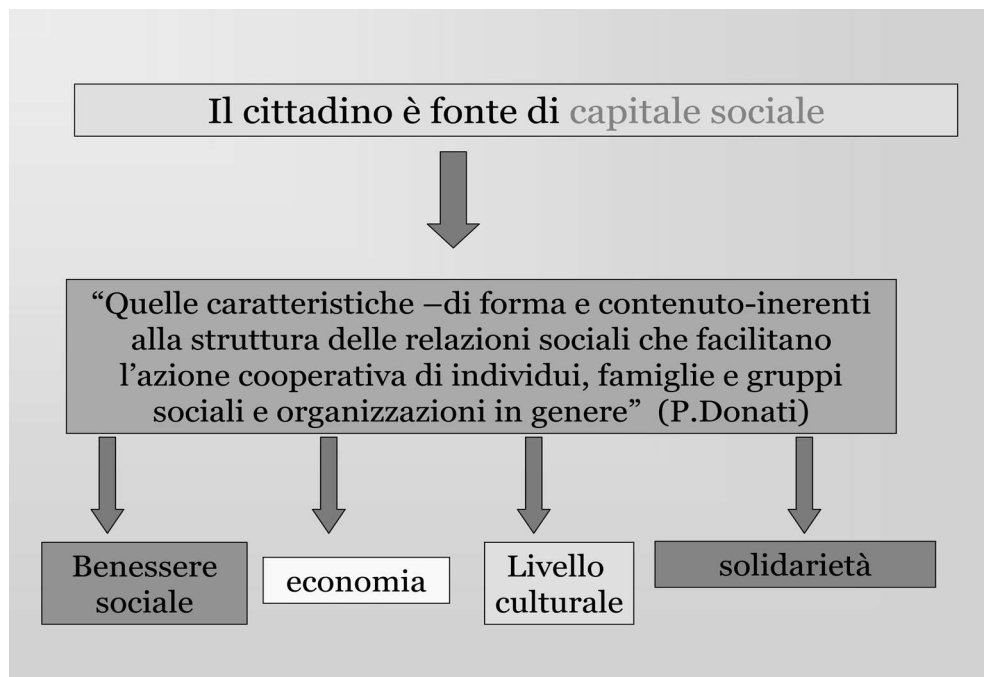 Il cittadino è fonte di capitale sociale
“Quelle caratteristiche –di forma e contenuto-inerenti
alla struttura delle relazioni sociali che facilitano
l’azione cooperativa di individui, famiglie e gruppi
sociali e organizzazioni in genere” (P.Donati)
Benessere
sociale
economia
Livello
culturale
solidarietà